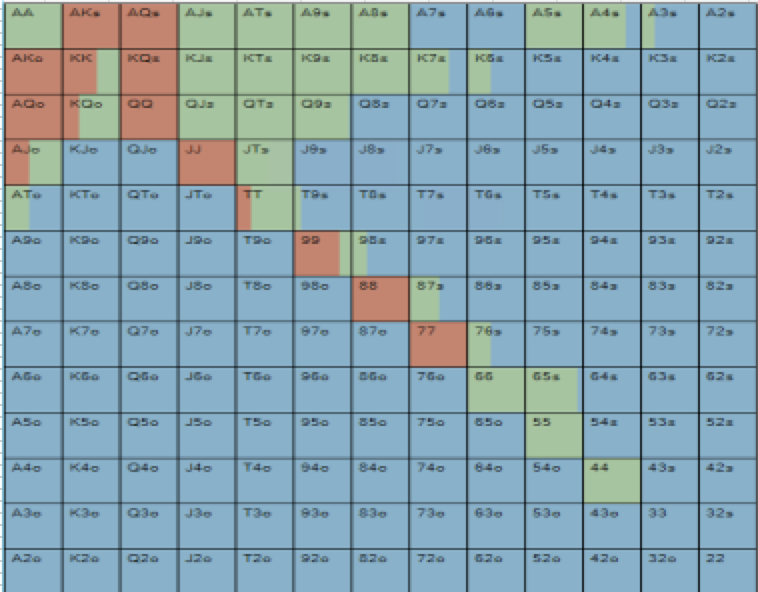 AA AKs AQs AJs ATs A9s A8s A7s A6s A5s A4s A3s A2s
AKo KK KQs KJs KTs K9s K8s K7s K6s K5s K4s K3s K2s
AQo KQo QQ QJs QTs Q9s Q8s Q7s Q6s Q5s Q4s Q3s Q2s
AJo KJo QJo JJ JTs J9s J8s J7s J6s J5s J4s J3s J2s
ATo KTo QTo JTo TT T9s T8s T7s T6s T5s T4s T3s T2s
A9o K9o Q9o J9o T9o 99 98s 97s 96s 95s 94s 93s 92s
A8o K8o Q8o J8o T8o 98o 88 87s 86s 85s 84s 83s 82s
A7o K7o Q7o J7o T7o 97o 87o 77 76s 75s 74s 73s 72s
A6o K6o Q6o J6o T6o 96o 86o 76o 66 65s 64s 63s 62s
A5o K5o Q5o J5o T5o 95o 85o 75o 65o 55 54s 53s 52s
A4o K4o Q4o J4o T4o 94o 84o 74o 64o 54o 44 43s 42s
A3o K3o Q3o J3o T3o 93o 83o 73o 63o 53o 43o 33 32s
A2o K2o Q2o J2o T2o 92o 82o 72o 62o 52o 42o 32o 22